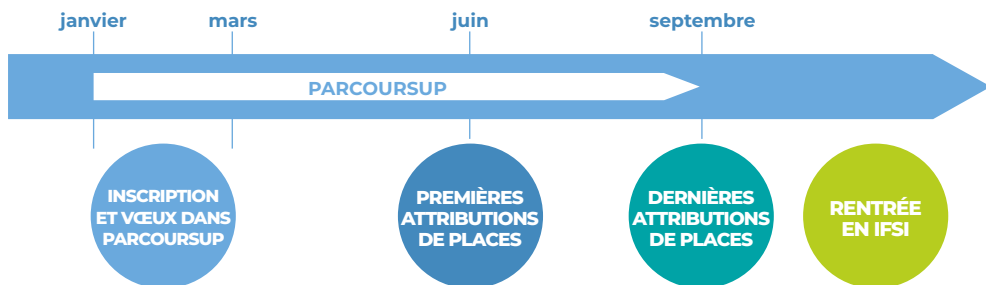 janvier
mars
juin
septembre
PARCOURSUP
INSCRIPTION
ET VŒUX DANS
PARCOURSUP
PREMIÈRES
ATTRIBUTIONS
DE PLACES
DERNIÈRES
ATTRIBUTIONS
DE PLACES
RENTRÉE
EN IFSI